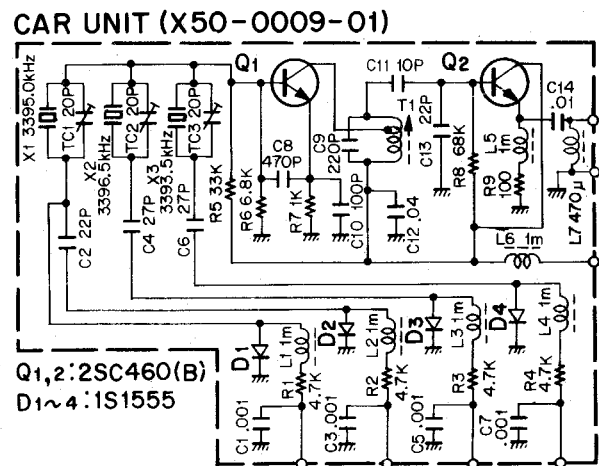 CAR UNIT (X50-0009-01)
X1 3395.0kHz
TC1 20P
X2
3396.5kHz
TC2 20P
X3
3393.5kHz
TC3 20P
Q1
C11 10P
Q2
C14
.01
T1
C9
220P
C13 22P
R8 68K
L5
1m
R9
100
L7 470μ
C8
470P
R5 33K
R6 6.8K
R7 1K
C10 100P
C12 .04
C2 22P
C4 27P
C6 27P
L6 1m
D1
D2
D3
D4
L1 1m
L2 1m
L3 1m
L4 1m
R1
4.7K
R2
4.7K
R3
4.7K
R4
4.7K
C1 .001
C3 .001
C5 .001
C7
.001
Q1,2:2SC460(B)
D1~4:1S1555